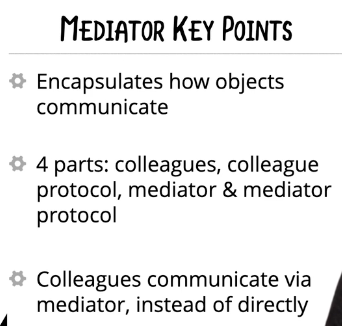 MEDIATOR KEY POINTS
Encapsulates how objects
communicate
4 parts: colleagues, colleague
protocol, mediator & mediator
protocol
Colleagues communicate via
mediator, instead of directly